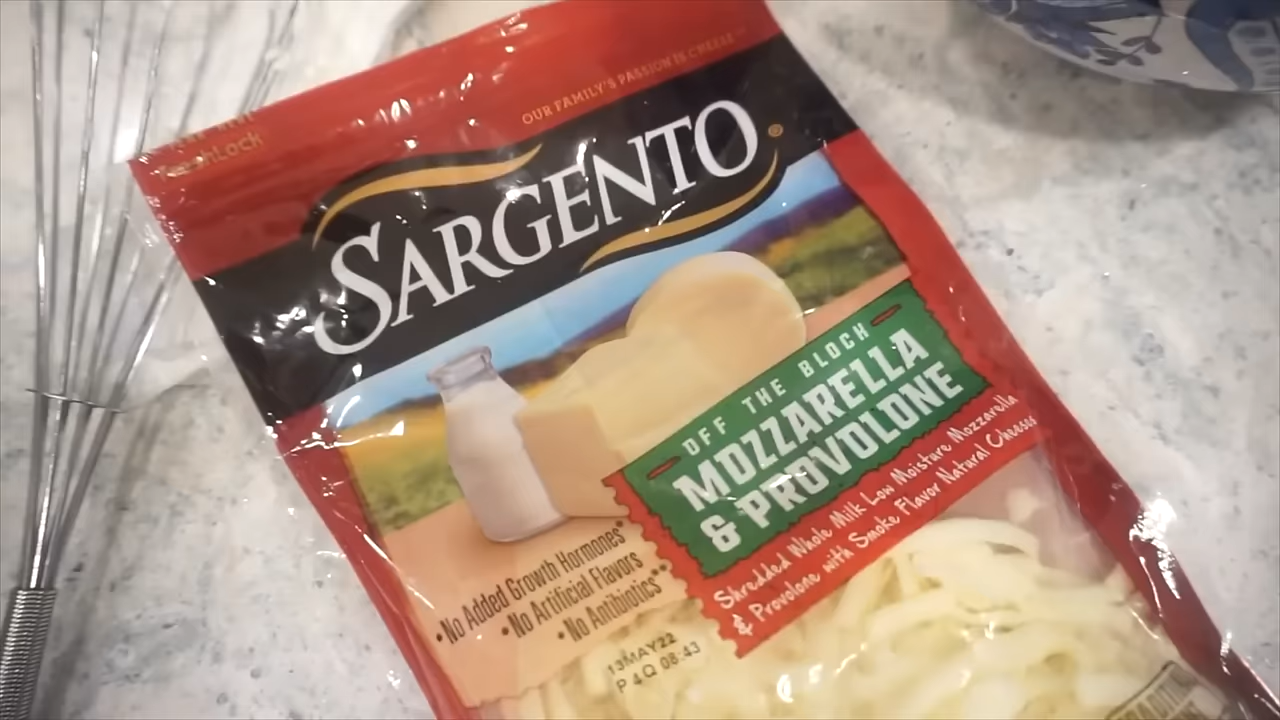 OUR FAMILY'S PASSION IS CHEESE
SARGENTO®
OFF THE BLOCK
MOZZARELLA
& PROVOLONE
Shredded Whole Milk Low Moisture Mozzarella
& Provolone with Smoke Flavor Natural Cheeses
•No Added Growth Hormones*
•No Artificial Flavors
•No Antibiotics**
13MAY22
P 4Q 08:43